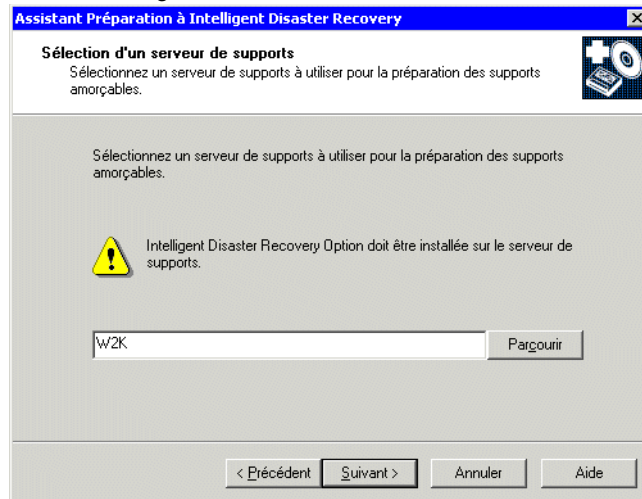 Assistant Préparation à Intelligent Disaster Recovery
Sélection d'un serveur de supports
Sélectionnez un serveur de supports à utiliser pour la préparation des supports
amorçables.
Sélectionnez un serveur de supports à utiliser pour la préparation des supports
amorçables.
Intelligent Disaster Recovery Option doit être installée sur le serveur de
supports.
W2K
Parcourir
< Précédent
Suivant >
Annuler
Aide